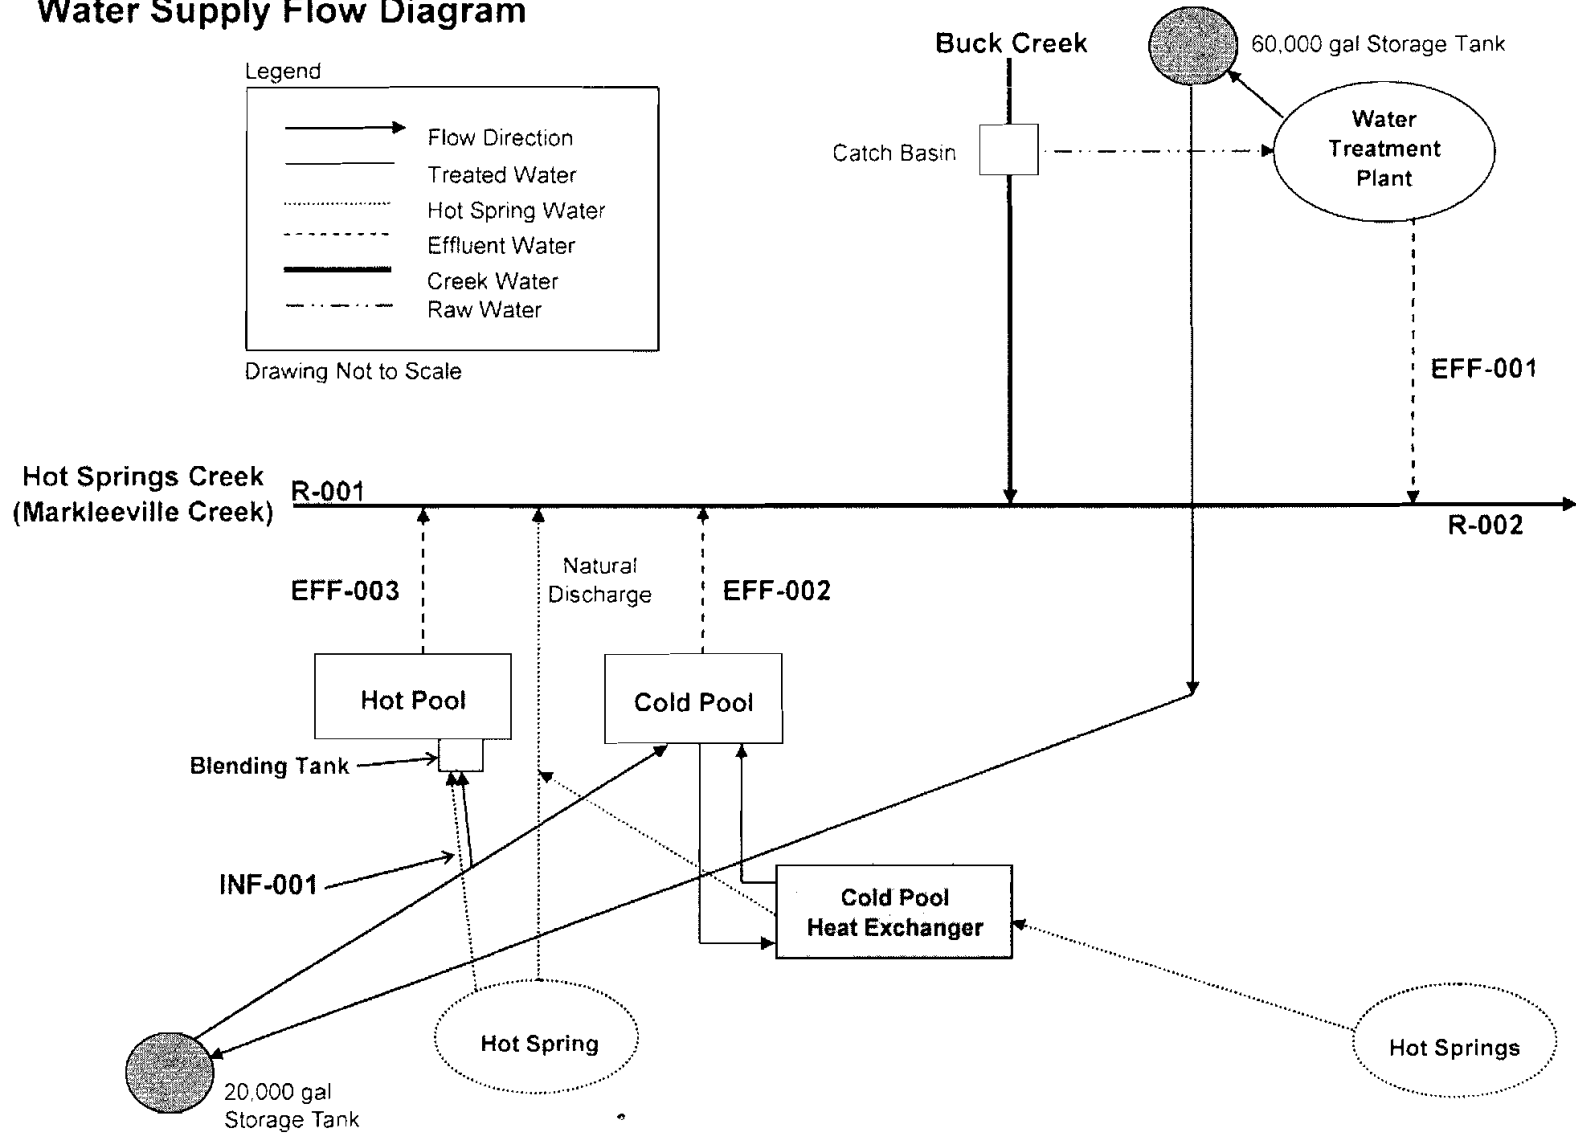 Water Supply Flow Diagram
Legend
Flow Direction
Treated Water
Hot Spring Water
Effluent Water
Creek Water
Raw Water
Drawing Not to Scale
Buck Creek
60,000 gal Storage Tank
Catch Basin
Water
Treatment
Plant
EFF-001
Hot Springs Creek
(Markleeville Creek)
R-001
R-002
EFF-003
Natural
Discharge
EFF-002
Hot Pool
Cold Pool
Blending Tank
INF-001
Cold Pool
Heat Exchanger
Hot Spring
Hot Springs
20,000 gal
Storage Tank